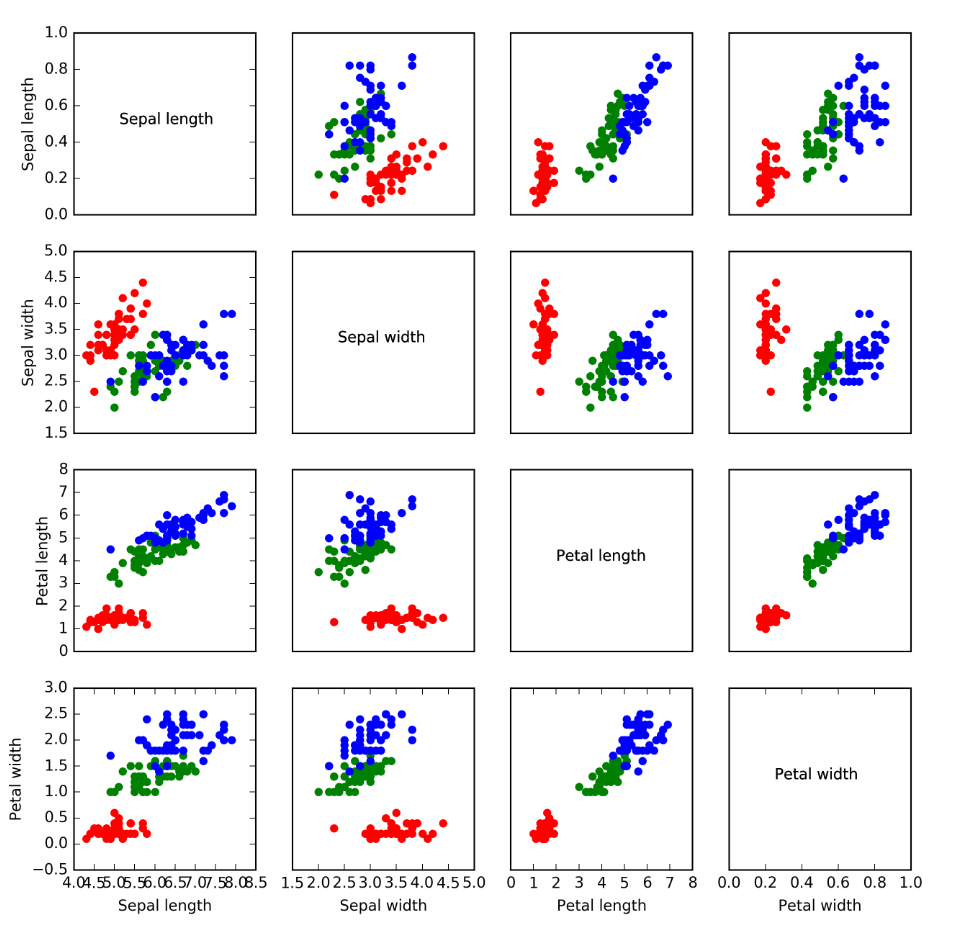 1.0
0.8
0.6
0.4
0.2
0.0
Sepal length
Sepal length
5.0
4.5
4.0
3.5
3.0
2.5
2.0
1.5
Sepal width
Sepal width
8
7
6
5
4
3
2
1
0
Petal length
Petal length
3.0
2.5
2.0
1.5
1.0
0.5
0.0
−0.5
Petal width
Petal width
4.0 4.5 5.0 5.5 6.0 6.5 7.0 7.5 8.0 8.5
1.5 2.0 2.5 3.0 3.5 4.0 4.5 5.0
0 1 2 3 4 5 6 7 8
0.0 0.2 0.4 0.6 0.8 1.0
Sepal length
Sepal width
Petal length
Petal width